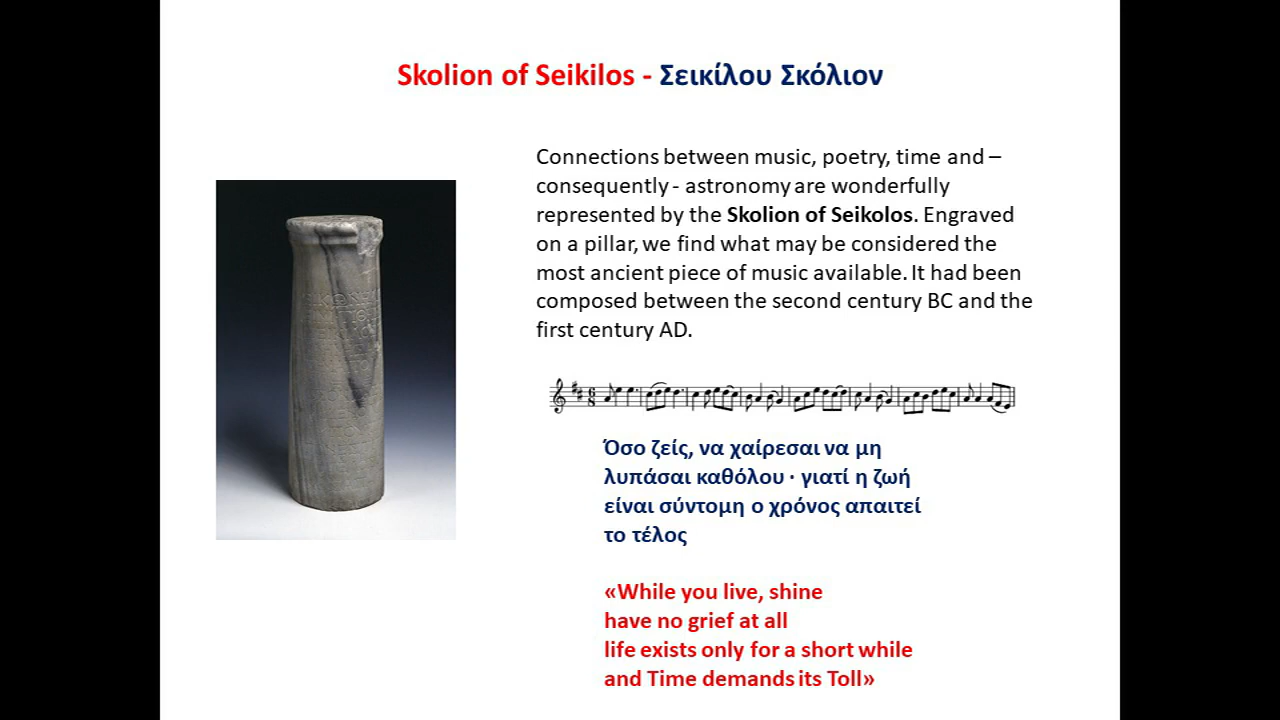 Skolion of Seikilos - Σεικίλου Σκόλιον
Connections between music, poetry, time and –
consequently - astronomy are wonderfully
represented by the Skolion of Seikolos. Engraved
on a pillar, we find what may be considered the
most ancient piece of music available. It had been
composed between the second century BC and the
first century AD.
Όσο ζείς, να χαίρεσαι να μη
λυπάσαι καθόλου · γιατί η ζωή
είναι σύντομη ο χρόνος απαιτεί
το τέλος
«While you live, shine
have no grief at all
life exists only for a short while
and Time demands its Toll»